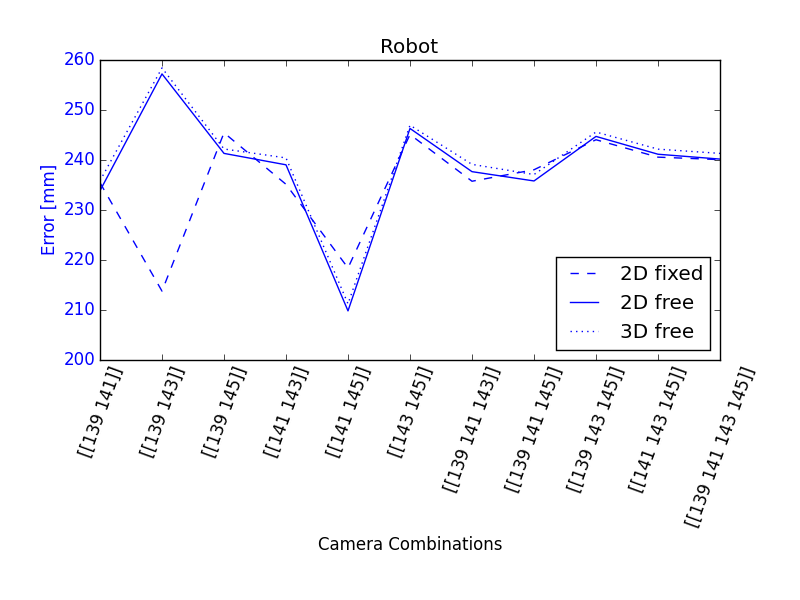 Robot
260
250
240
230
220
210
200
Error [mm]
2D fixed
2D free
3D free
[[139 141]]
[[139 143]]
[[139 145]]
[[141 143]]
[[141 145]]
[[143 145]]
[[139 141 143]]
[[139 141 145]]
[[139 143 145]]
[[141 143 145]]
[[139 141 143 145]]
Camera Combinations